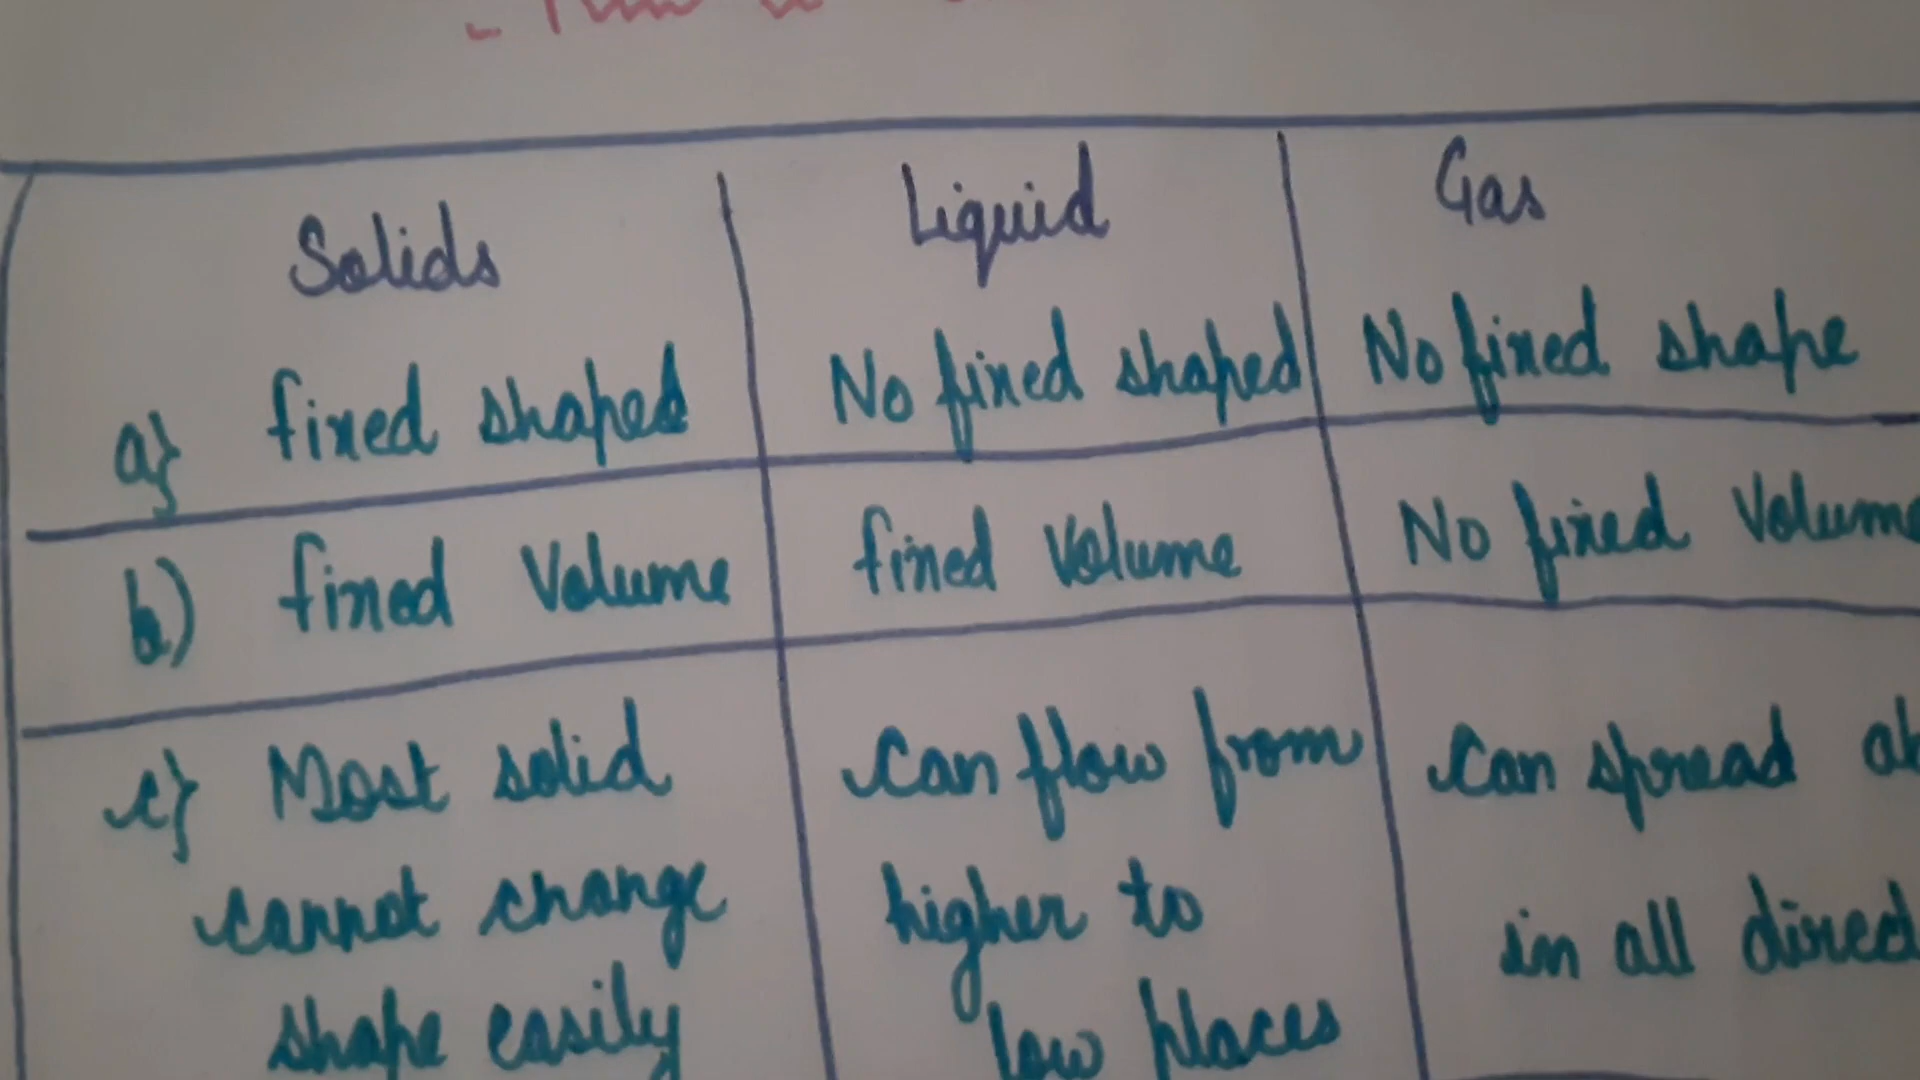 Solids Liquid Gas
a} fixed shaped No fixed shaped No fixed shape
b) fixed Volume fixed Volume No fixed Volume
c} Most solid can flow from can spread
cannot change higher to in all
shape easily low places